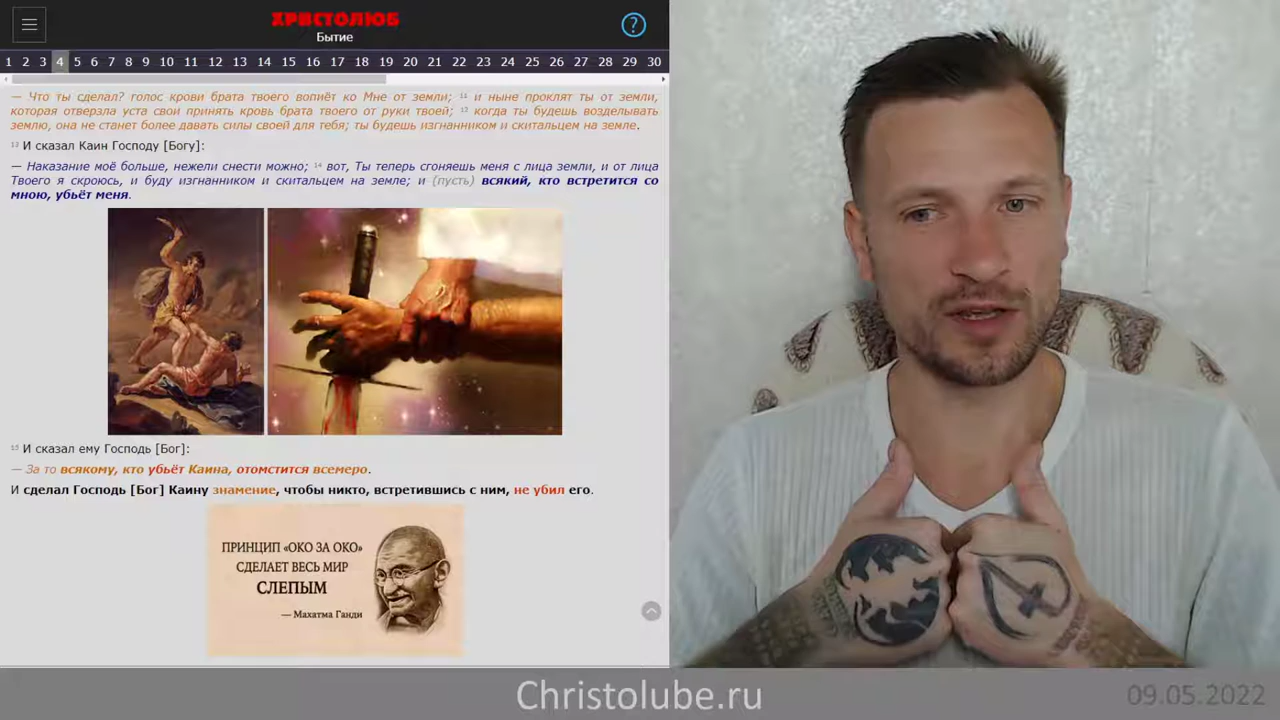 ХРИСТОЛЮБ
Бытие
1 2 3 4 5 6 7 8 9 10 11 12 13 14 15 16 17 18 19 20 21 22 23 24 25 26 27 28 29 30
— Что ты сделал? голос крови брата твоего вопиёт ко Мне от земли; 11 и ныне проклят ты от земли,
которая отверзла уста свои принять кровь брата твоего от руки твоей; 12 когда ты будешь возделывать
землю, она не станет более давать силы своей для тебя; ты будешь изгнанником и скитальцем на земле.
13 И сказал Каин Господу [Богу]:
— Наказание моё больше, нежели снести можно; 14 вот, Ты теперь сгоняешь меня с лица земли, и от лица
Твоего я скроюсь, и буду изгнанником и скитальцем на земле; и (пусть) всякий, кто встретится со
мною, убьёт меня.
15 И сказал ему Господь [Бог]:
— За то всякому, кто убьёт Каина, отомстится всемеро.
И сделал Господь [Бог] Каину знамение, чтобы никто, встретившись с ним, не убил его.
ПРИНЦИП «ОКО ЗА ОКО»
СДЕЛАЕТ ВЕСЬ МИР
СЛЕПЫМ
— Махатма Ганди
Christolube.ru
09.05.2022